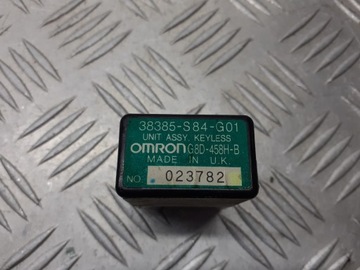 38385-S84-G01
UNIT ASSY. KEYLESS
OMRON G8D-458H-B
MADE IN U.K.
NO. 023782